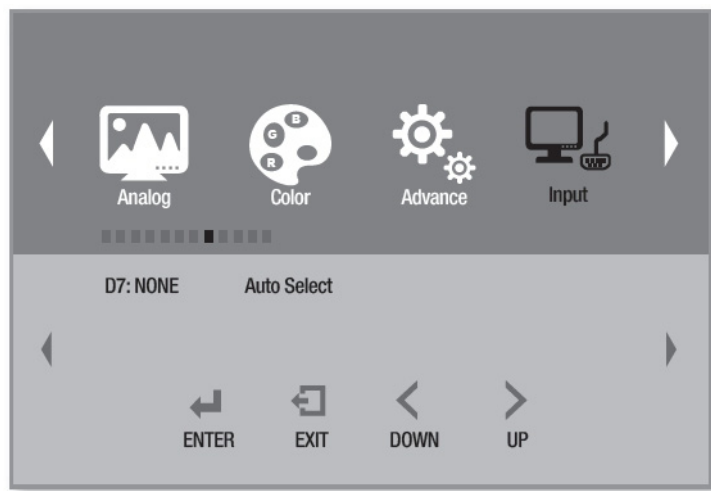 B
G
R
Analog Color Advance Input
D7: NONE Auto Select
ENTER EXIT DOWN UP